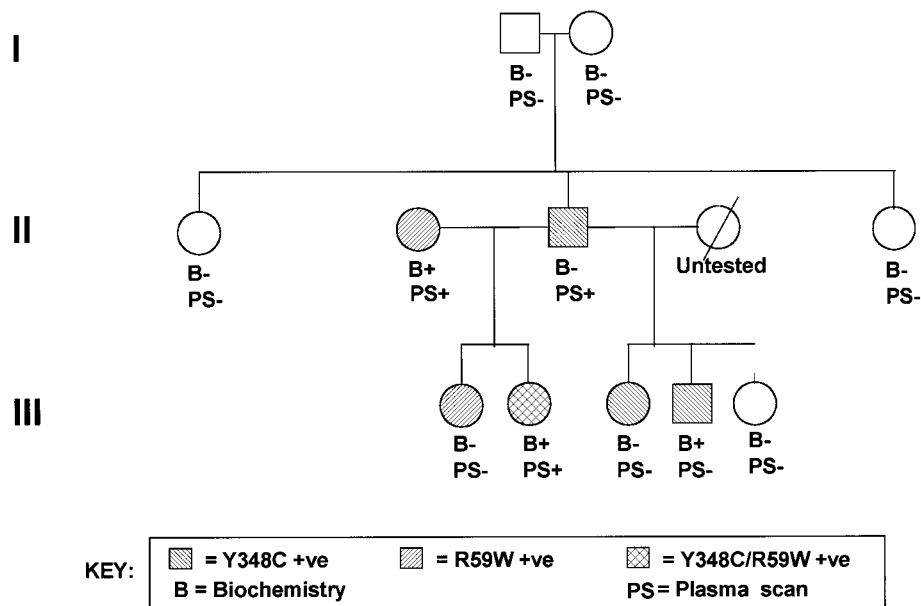 I
B- B-
PS- PS-
II
B- B+ B- Untested B-
PS- PS+ PS+ PS-
III
B- B+ B- B+ B-
PS- PS+ PS- PS- PS-
KEY: = Y348C +ve = R59W +ve = Y348C/R59W +ve
B = Biochemistry PS = Plasma scan